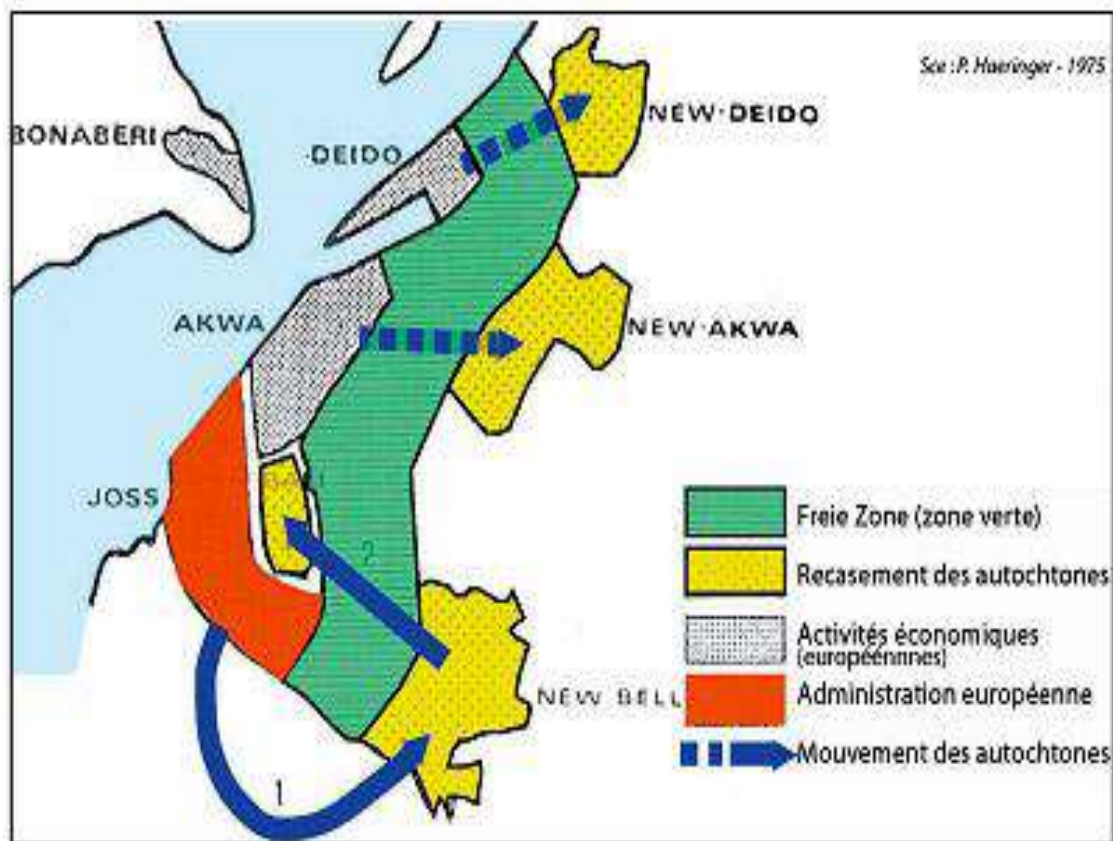 Sce : P. Haeringer - 1975
BONABERI
DEIDO
NEW-DEIDO
AKWA
NEW-AKWA
JOSS
2
NEW BELL
1
Freie Zone (zone verte)
Recasement des autochtones
Activités économiques
(européennnes)
Administration européenne
Mouvement des autochtones